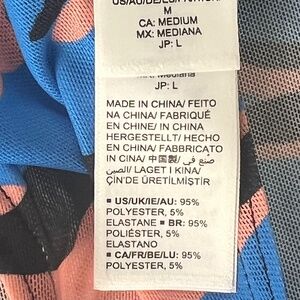 M
CA: MEDIUM
MX: MEDIANA
JP: L
JP: L
MADE IN CHINA/ FEITO
NA CHINA/ FABRIQUÉ
EN CHINE/ IN CHINA
HERGESTELLT/ HECHO
EN CHINA/ FABBRICATO
IN CINA/ 中国製/ صنع في
الصين/ LAGET I KINA/
ÇİN'DE ÜRETİLMİŞTİR
■ US/UK/IE/AU: 95%
POLYESTER, 5%
ELASTANE ■ BR: 95%
POLIÉSTER, 5%
ELASTANO
■ CA/FR/BE/LU: 95%
POLYESTER, 5%